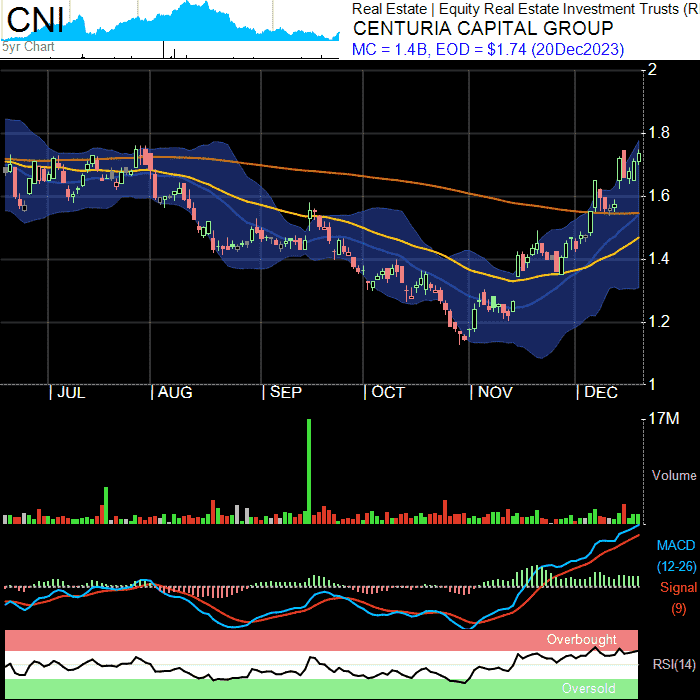 CNI
5yr Chart
Real Estate | Equity Real Estate Investment Trusts (R
CENTURIA CAPITAL GROUP
MC = 1.4B, EOD = $1.74 (20Dec2023)
2
1.8
1.6
1.4
1.2
1
| JUL
| AUG
| SEP
| OCT
| NOV
| DEC
17M
Volume
MACD
(12-26)
Signal
(9)
Overbought
RSI(14)
Oversold